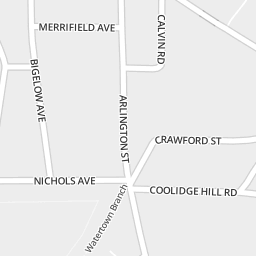 MERRIFIELD AVE
CALVIN RD
BIGELOW AVE
ARLINGTON ST
CRAWFORD ST
NICHOLS AVE
COOLIDGE HILL RD
Watertown Branch